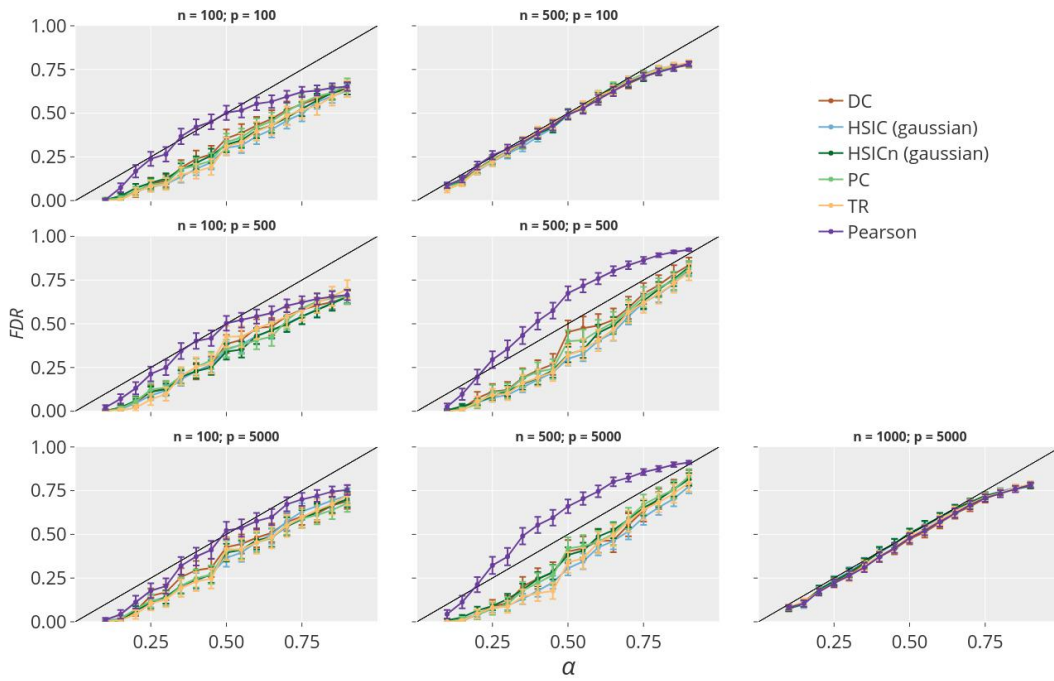 n = 100; p = 100
n = 500; p = 100
1.00
0.75
0.50
0.25
0.00
DC
HSIC (gaussian)
HSICn (gaussian)
PC
TR
Pearson
n = 100; p = 500
n = 500; p = 500
1.00
0.75
0.50
0.25
0.00
FDR
n = 100; p = 5000
n = 500; p = 5000
n = 1000; p = 5000
1.00
0.75
0.50
0.25
0.00
0.25 0.50 0.75 0.25 0.50 0.75 0.25 0.50 0.75
α